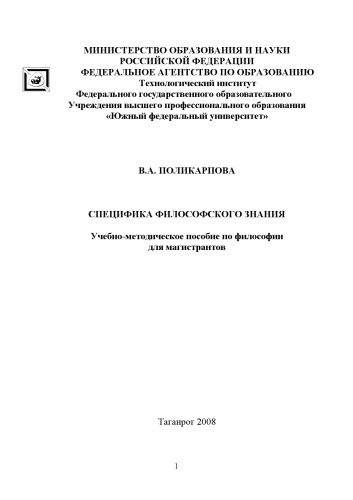 МИНИСТЕРСТВО ОБРАЗОВАНИЯ И НАУКИ
РОССИЙСКОЙ ФЕДЕРАЦИИ
ФЕДЕРАЛЬНОЕ АГЕНТСТВО ПО ОБРАЗОВАНИЮ
Технологический институт
Федерального государственного образовательного
Учреждения высшего профессионального образования
«Южный федеральный университет»
В.А. ПОЛИКАРПОВА
СПЕЦИФИКА ФИЛОСОФСКОГО ЗНАНИЯ
Учебно-методическое пособие по философии
для магистрантов
Таганрог 2008
1